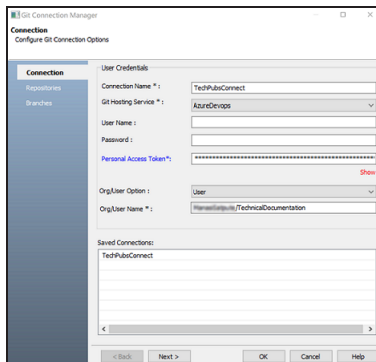 Git Connection Manager
Connection
Configure Git Connection Options
Connection
Repositories
Branches
User Credentials
Connection Name * :
TechPubsConnect
Git Hosting Service * :
AzureDevops
User Name :
Password :
Personal Access Token*:
Show
Org/User Option :
User
Org/User Name * :
/TechnicalDocumentation
Saved Connections:
TechPubsConnect
< Back
Next >
OK
Cancel
Help